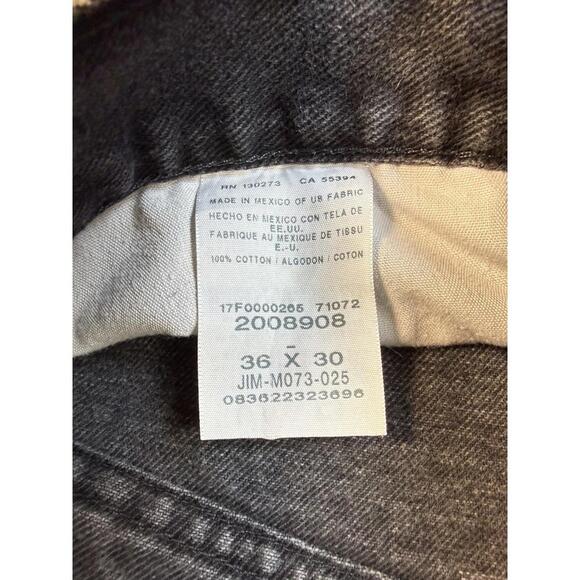 RN 130273 CA 55394
MADE IN MEXICO OF US FABRIC
HECHO EN MEXICO CON TELA DE
EE.UU.
FABRIQUE AU MEXIQUE DE TISSU
E.-U.
100% COTTON / ALGODON / COTON
17F0000265 71072
2008908
-
36 X 30
JIM-M073-025
083622323696